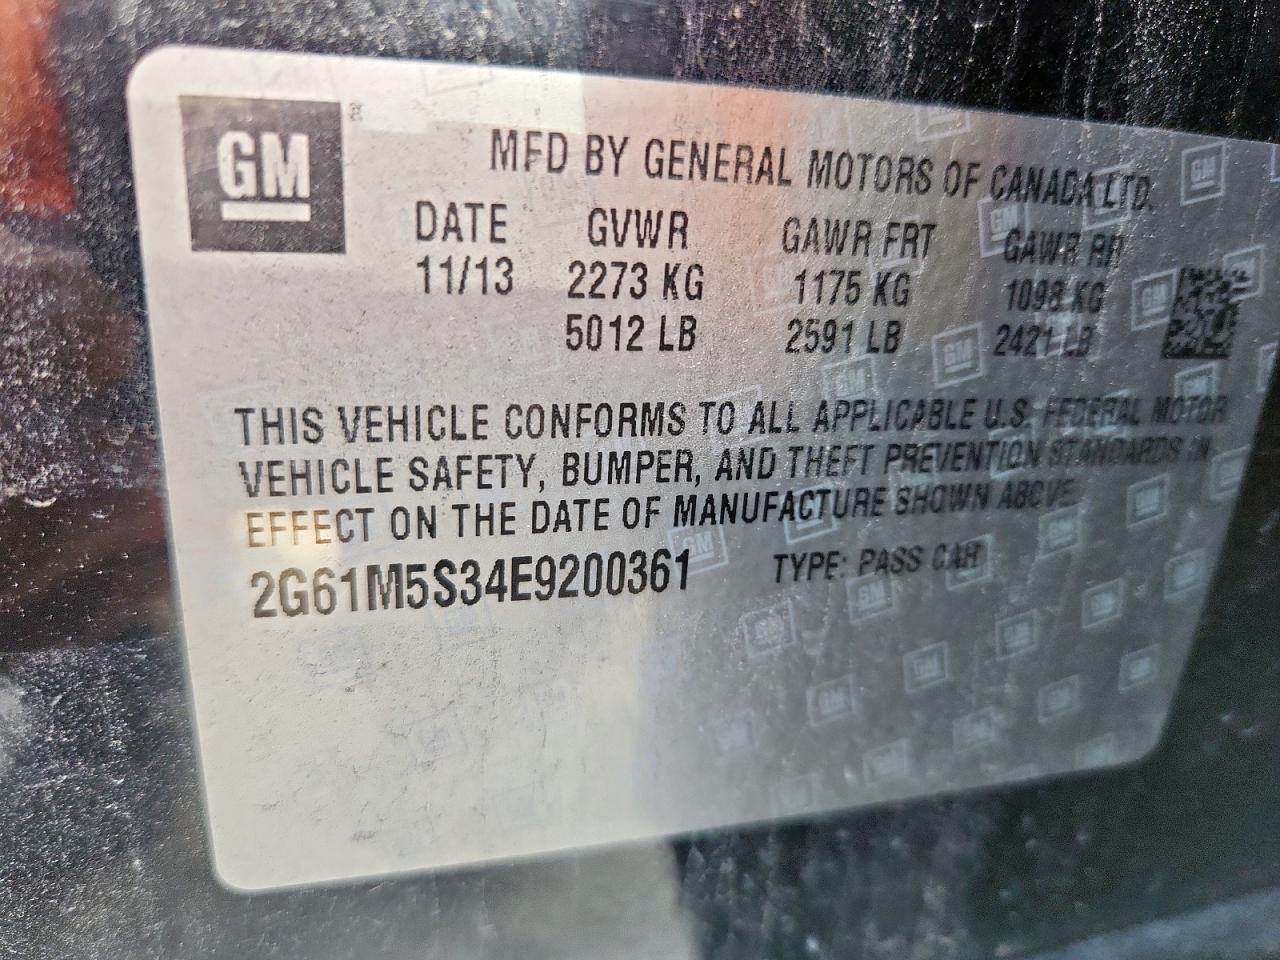 GM
MFD BY GENERAL MOTORS OF CANADA LTD.
DATE GVWR GAWR FRT GAWR RR
11/13 2273 KG 1175 KG 1098 KG
5012 LB 2591 LB 2421 LB
THIS VEHICLE CONFORMS TO ALL APPLICABLE U.S. FEDERAL MOTOR
VEHICLE SAFETY, BUMPER, AND THEFT PREVENTION STANDARDS IN
EFFECT ON THE DATE OF MANUFACTURE SHOWN ABOVE.
2G61M5S34E9200361 TYPE: PASS CAR